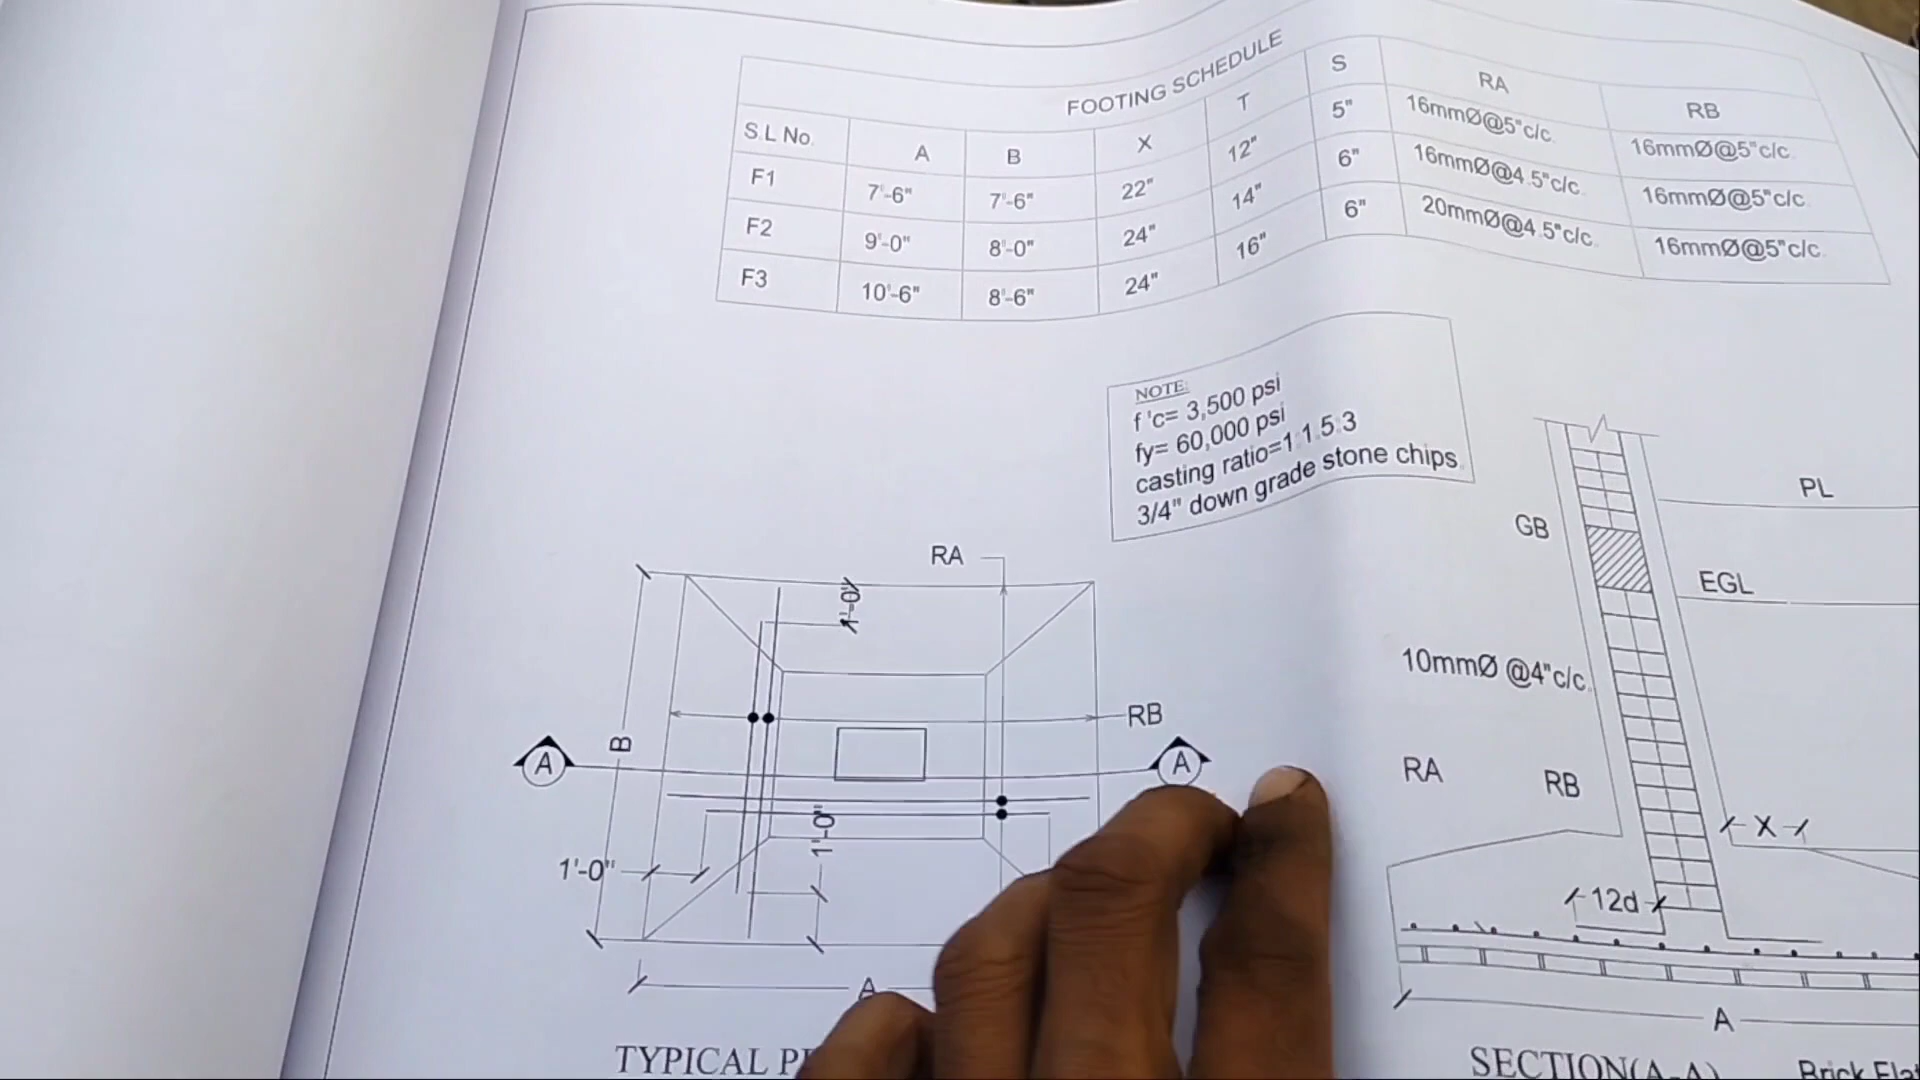 FOOTING SCHEDULE
S.L No. A B X T S RA RB
F1 7'-6" 7'-6" 22" 12" 5" 16mmØ@5"c/c. 16mmØ@5"c/c.
F2 9'-0" 8'-0" 24" 14" 6" 16mmØ@4.5"c/c. 16mmØ@5"c/c.
F3 10'-6" 8'-6" 24" 16" 6" 20mmØ@4.5"c/c. 16mmØ@5"c/c.
NOTE:
f 'c= 3,500 psi
fy= 60,000 psi
casting ratio=1:1.5:3
3/4" down grade stone chips.
RA
1'-0"
RB
B
A
A
1'-0"
1'-0"
A
TYPICAL
PL
GB
EGL
10mmØ @4"c/c.
RA
RB
X
12d
A
SECTION(A-A)
Brick